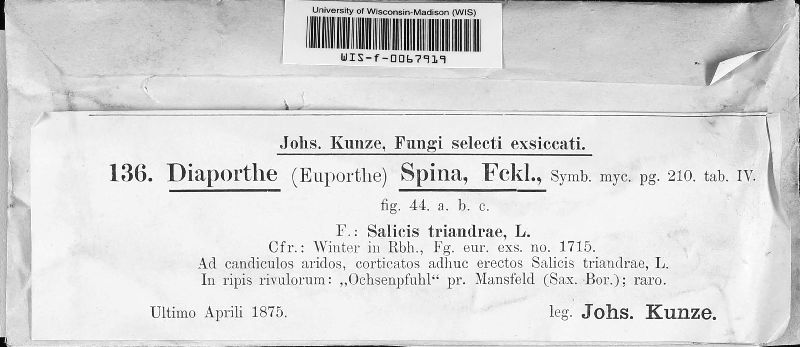 University of Wisconsin-Madison (WIS)
WIS-f-0067919
Johs. Kunze, Fungi selecti exsiccati.
136. Diaporthe (Euporthe) Spina, Fckl., Symb. myc. pg. 210. tab. IV.
fig. 44. a. b. c.
F.: Salicis triandrae, L.
Cfr.: Winter in Rbh., Fg. eur. exs. no. 1715.
Ad candiculos aridos, corticatos adhuc erectos Salicis triandrae, L.
In ripis rivulorum: „Ochsenpfuhl“ pr. Mansfeld (Sax. Bor.); raro.
Ultimo Aprili 1875. leg. Johs. Kunze.